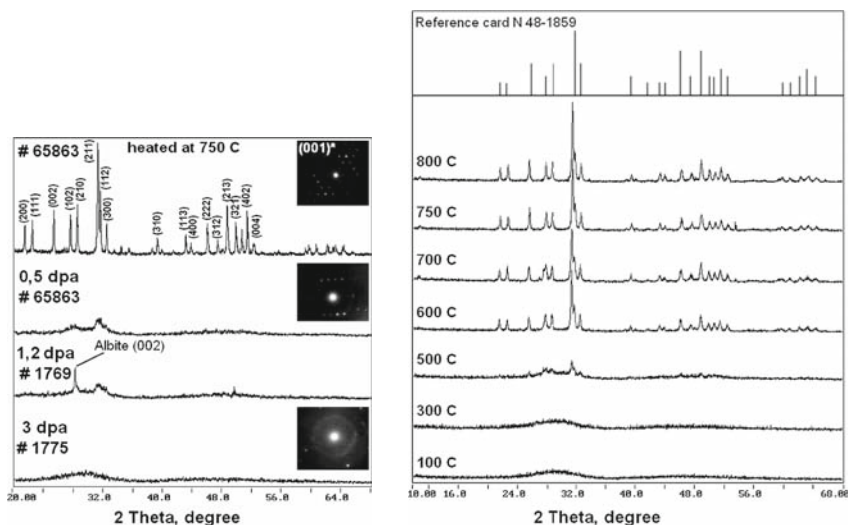 # 65863
heated at 750 C
(001)*
(200)
(111)
(002)
(102)
(210)
(211)
(112)
(300)
(310)
(113)
(400)
(222)
(312)
(213)
(321)
(402)
(004)
0,5 dpa
# 65863
1,2 dpa
# 1769
Albite (002)
3 dpa
# 1775
20.0 32.0 44.0 56.0 64.0
2 Theta, degree
Reference card N 48-1859
800 C
750 C
700 C
600 C
500 C
300 C
100 C
10.00 16.00 24.0 32.0 40.0 48.0 56.0 60.00
2 Theta, degree